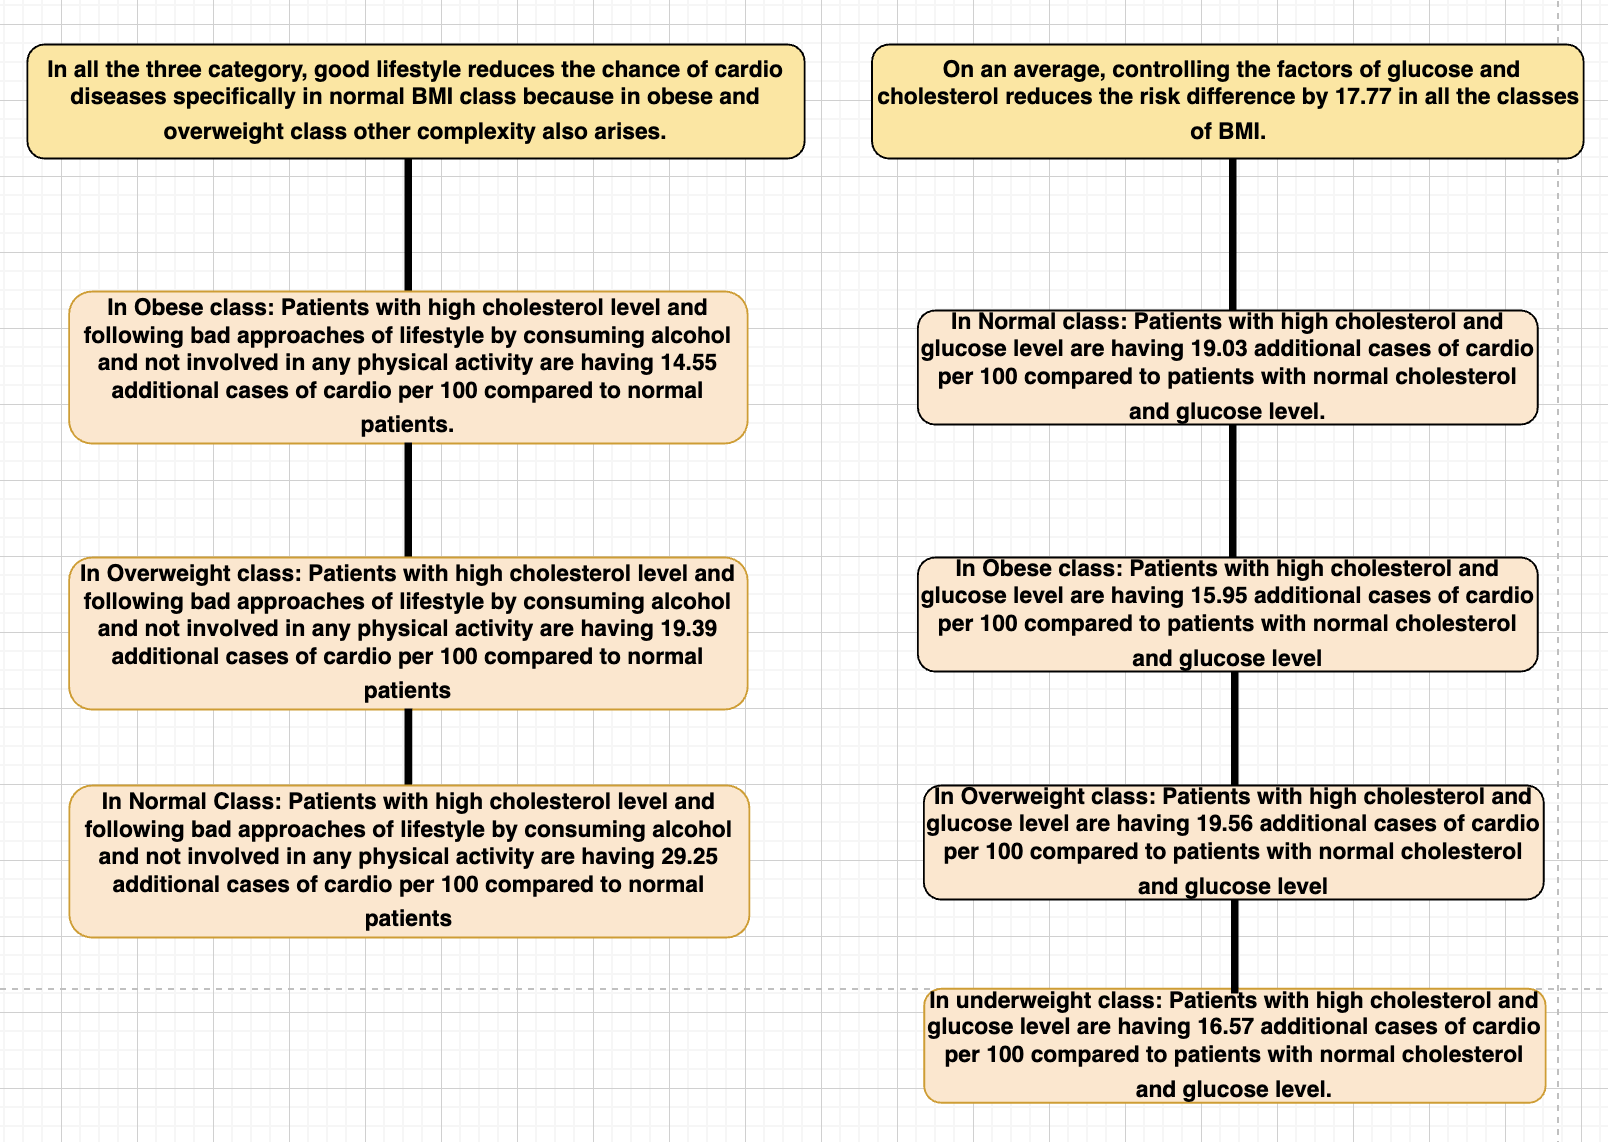 In all the three category, good lifestyle reduces the chance of cardio
diseases specifically in normal BMI class because in obese and
overweight class other complexity also arises.
In Obese class: Patients with high cholesterol level and
following bad approaches of lifestyle by consuming alcohol
and not involved in any physical activity are having 14.55
additional cases of cardio per 100 compared to normal
patients.
In Overweight class: Patients with high cholesterol level and
following bad approaches of lifestyle by consuming alcohol
and not involved in any physical activity are having 19.39
additional cases of cardio per 100 compared to normal
patients
In Normal Class: Patients with high cholesterol level and
following bad approaches of lifestyle by consuming alcohol
and not involved in any physical activity are having 29.25
additional cases of cardio per 100 compared to normal
patients
On an average, controlling the factors of glucose and
cholesterol reduces the risk difference by 17.77 in all the classes
of BMI.
In Normal class: Patients with high cholesterol and
glucose level are having 19.03 additional cases of cardio
per 100 compared to patients with normal cholesterol
and glucose level.
In Obese class: Patients with high cholesterol and
glucose level are having 15.95 additional cases of cardio
per 100 compared to patients with normal cholesterol
and glucose level
In Overweight class: Patients with high cholesterol and
glucose level are having 19.56 additional cases of cardio
per 100 compared to patients with normal cholesterol
and glucose level
In underweight class: Patients with high cholesterol and
glucose level are having 16.57 additional cases of cardio
per 100 compared to patients with normal cholesterol
and glucose level.